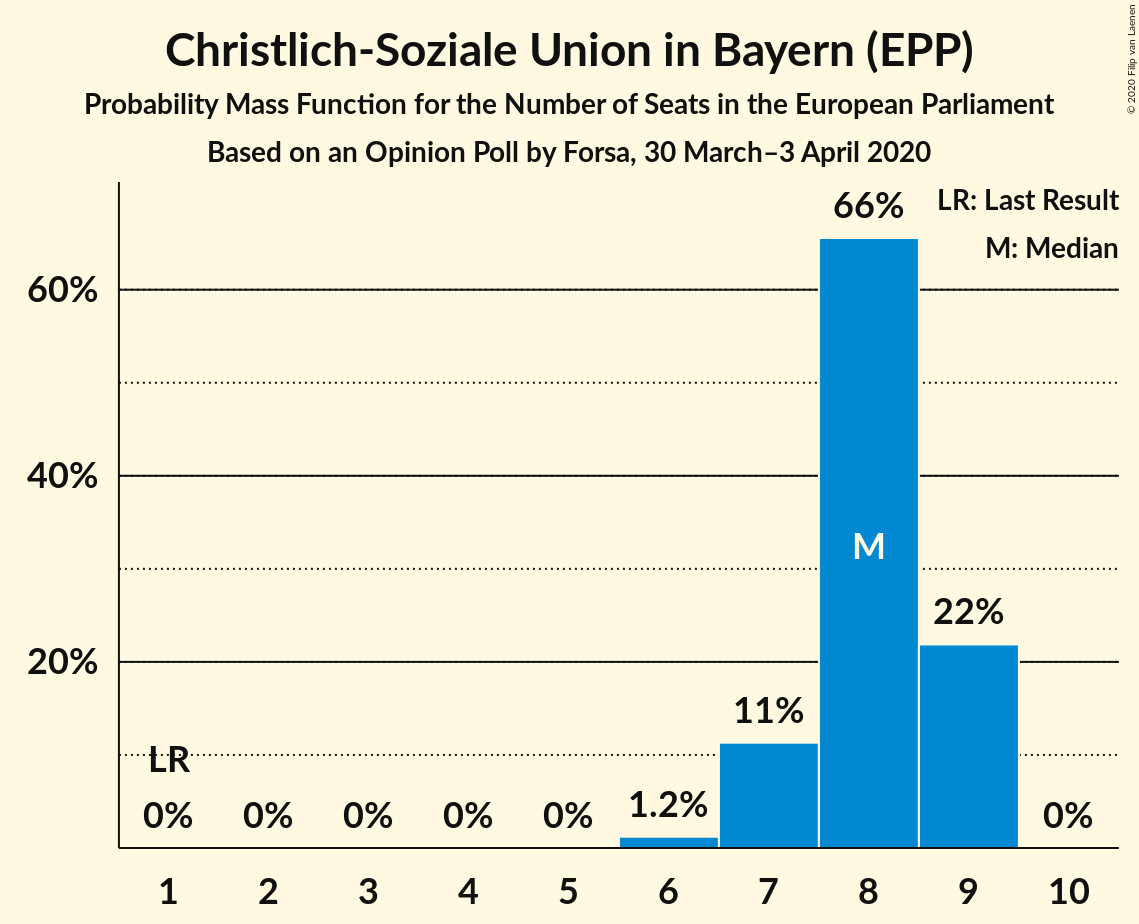 Christlich-Soziale Union in Bayern (EPP)
Probability Mass Function for the Number of Seats in the European Parliament
Based on an Opinion Poll by Forsa, 30 March–3 April 2020
© 2020 Filip van Laenen
LR: Last Result
M: Median
60%
40%
20%
LR
0%
0%
0%
0%
0%
1.2%
11%
66%
M
22%
0%
1 2 3 4 5 6 7 8 9 10